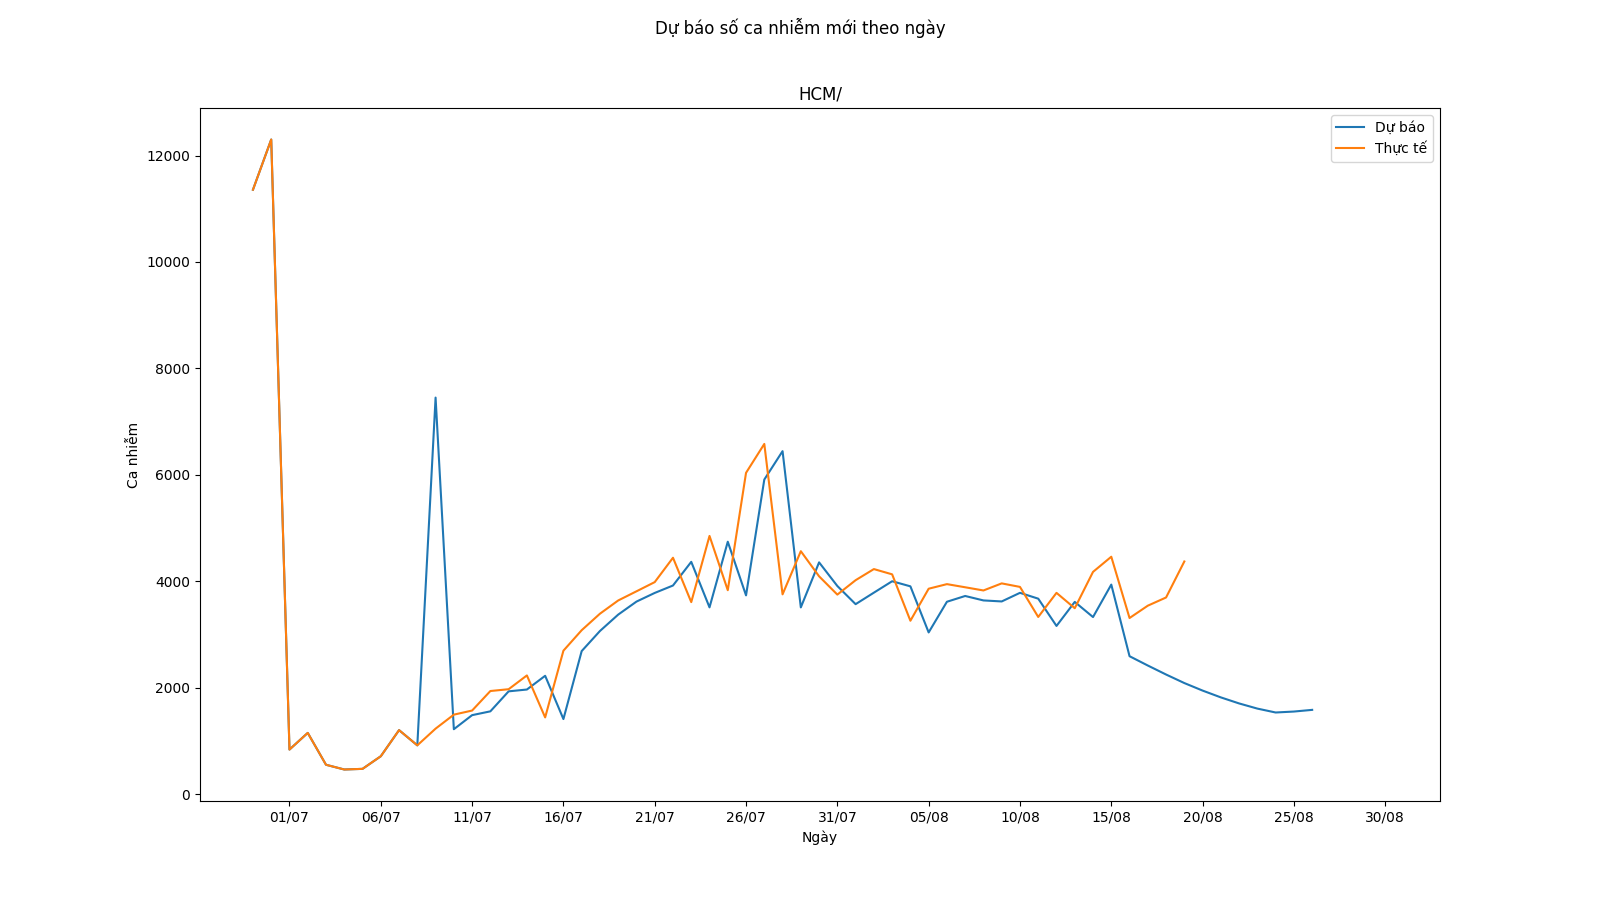 Dự báo số ca nhiễm mới theo ngày
HCM/
Dự báo
Thực tế
12000
10000
8000
6000
4000
2000
0
Ca nhiễm
01/07 06/07 11/07 16/07 21/07 26/07 31/07 05/08 10/08 15/08 20/08 25/08 30/08
Ngày